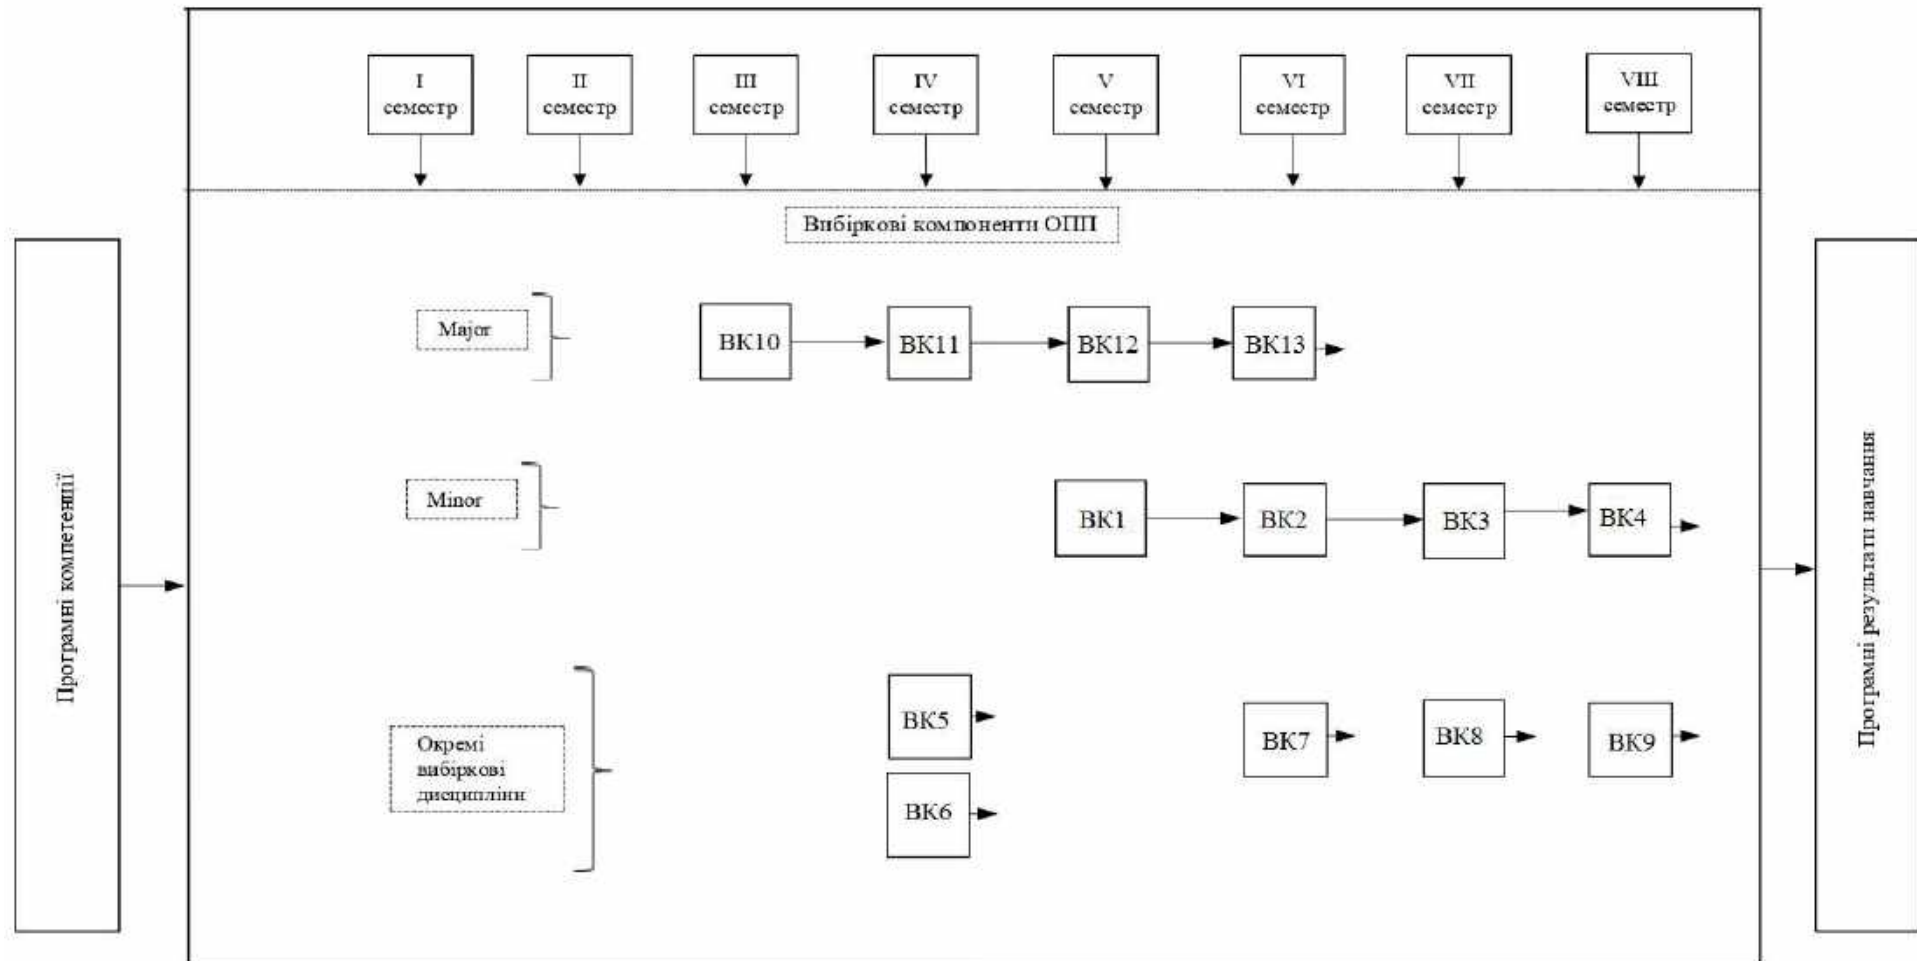 I
семестр
II
семестр
III
семестр
IV
семестр
V
семестр
VI
семестр
VII
семестр
VIII
семестр
Вибіркові компоненти ОПП
Програмні компетенції
Major
ВК10
ВК11
ВК12
ВК13
Minor
ВК1
ВК2
ВК3
ВК4
Окремі
вибіркові
дисципліни
ВК5
ВК6
ВК7
ВК8
ВК9
Програмні результати навчання